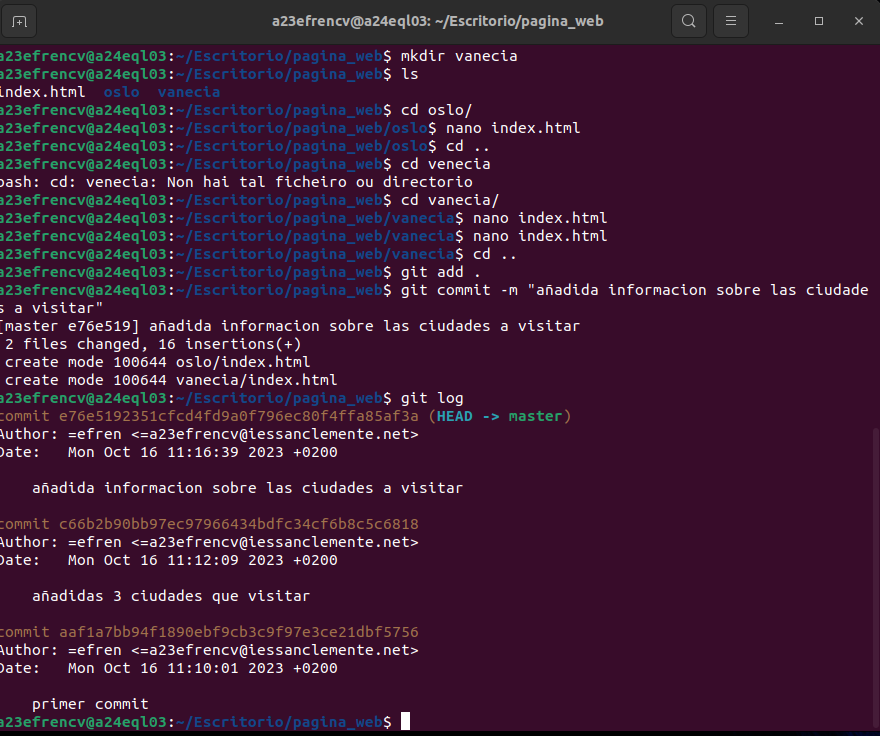 a23efrencv@a24eql03: ~/Escritorio/pagina_web
a23efrencv@a24eql03:~/Escritorio/pagina_web$ mkdir vanecia
a23efrencv@a24eql03:~/Escritorio/pagina_web$ ls
index.html  oslo  vanecia
a23efrencv@a24eql03:~/Escritorio/pagina_web$ cd oslo/
a23efrencv@a24eql03:~/Escritorio/pagina_web/oslo$ nano index.html
a23efrencv@a24eql03:~/Escritorio/pagina_web/oslo$ cd ..
a23efrencv@a24eql03:~/Escritorio/pagina_web$ cd venecia
bash: cd: venecia: Non hai tal ficheiro ou directorio
a23efrencv@a24eql03:~/Escritorio/pagina_web$ cd vanecia/
a23efrencv@a24eql03:~/Escritorio/pagina_web/vanecia$ nano index.html
a23efrencv@a24eql03:~/Escritorio/pagina_web/vanecia$ nano index.html
a23efrencv@a24eql03:~/Escritorio/pagina_web/vanecia$ cd ..
a23efrencv@a24eql03:~/Escritorio/pagina_web$ git add .
a23efrencv@a24eql03:~/Escritorio/pagina_web$ git commit -m "añadida informacion sobre las ciudade
s a visitar"
[master e76e519] añadida informacion sobre las ciudades a visitar
 2 files changed, 16 insertions(+)
 create mode 100644 oslo/index.html
 create mode 100644 vanecia/index.html
a23efrencv@a24eql03:~/Escritorio/pagina_web$ git log
commit e76e5192351cfcd4fd9a0f796ec80f4ffa85af3a (HEAD -> master)
Author: =efren <=a23efrencv@iessanclemente.net>
Date:   Mon Oct 16 11:16:39 2023 +0200
    añadida informacion sobre las ciudades a visitar
commit c66b2b90bb97ec97966434bdfc34cf6b8c5c6818
Author: =efren <=a23efrencv@iessanclemente.net>
Date:   Mon Oct 16 11:12:09 2023 +0200
    añadidas 3 ciudades que visitar
commit aaf1a7bb94f1890ebf9cb3c9f97e3ce21dbf5756
Author: =efren <=a23efrencv@iessanclemente.net>
Date:   Mon Oct 16 11:10:01 2023 +0200
    primer commit
a23efrencv@a24eql03:~/Escritorio/pagina_web$